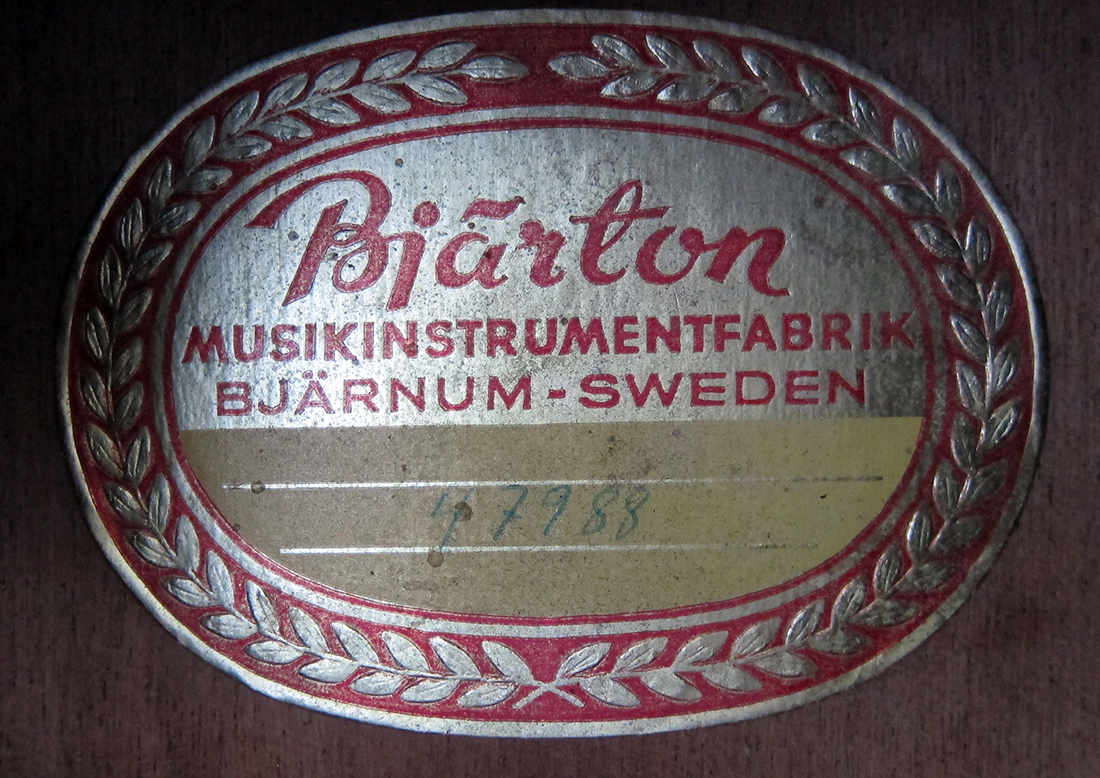 Bjärton
MUSIKINSTRUMENTFABRIK
BJÄRNUM - SWEDEN
47988